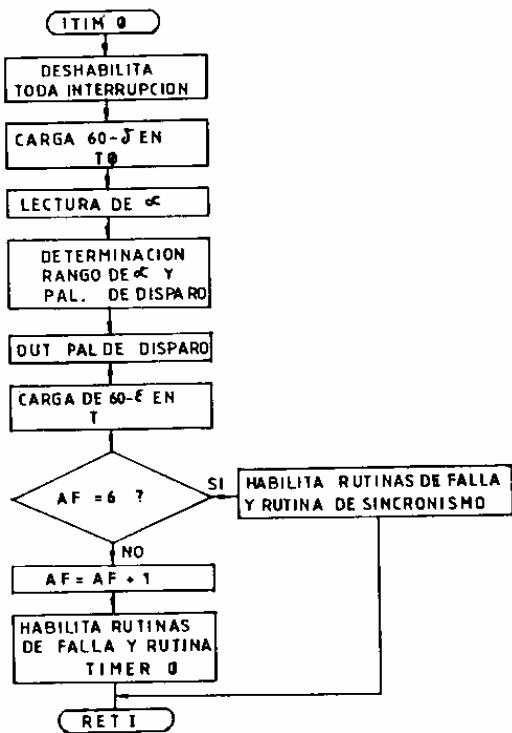 ITIM 0
DESHABILITA
TODA INTERRUPCION
CARGA 60-δ EN
T0
LECTURA DE ∝
DETERMINACION
RANGO DE ∝ Y
PAL. DE DISPARO
OUT PAL DE DISPARO
CARGA DE 60-ε EN
T
AF = 6 ?
SI
HABILITA RUTINAS DE FALLA
Y RUTINA DE SINCRONISMO
NO
AF = AF + 1
HABILITA RUTINAS
DE FALLA Y RUTINA
TIMER 0
RETI